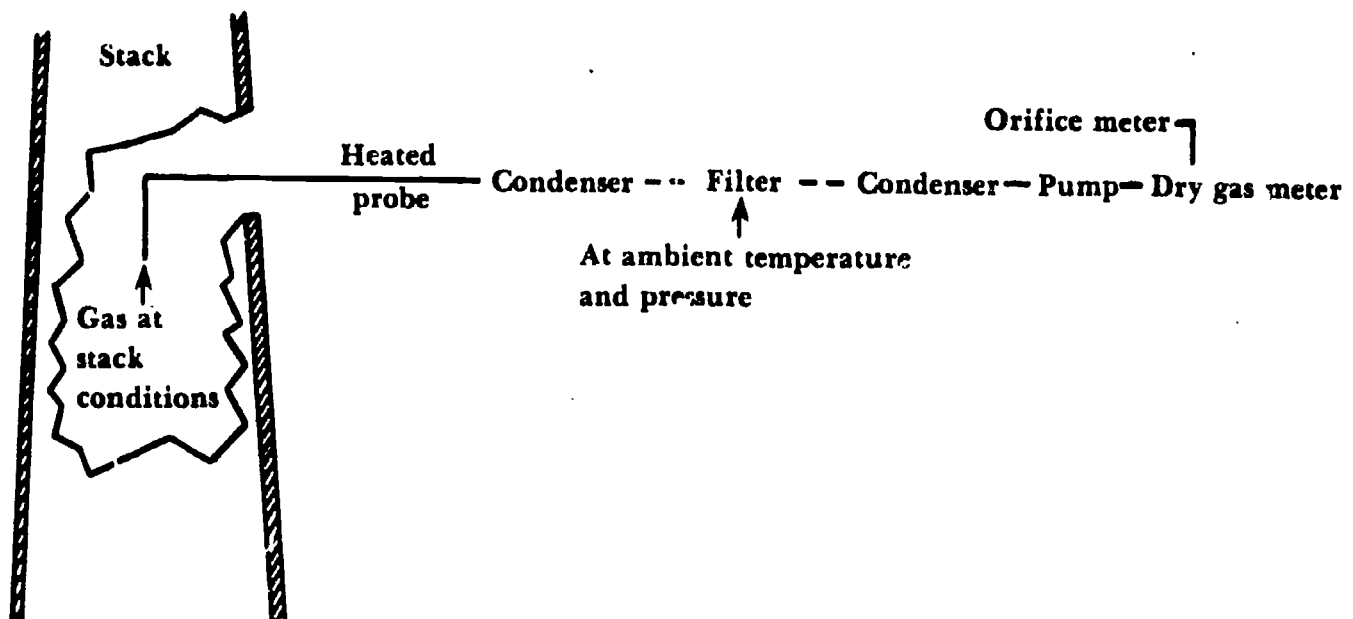 Stack
Orifice meter
Heated
probe
Condenser -- Filter -- Condenser — Pump — Dry gas meter
At ambient temperature
and pressure
Gas at
stack
conditions